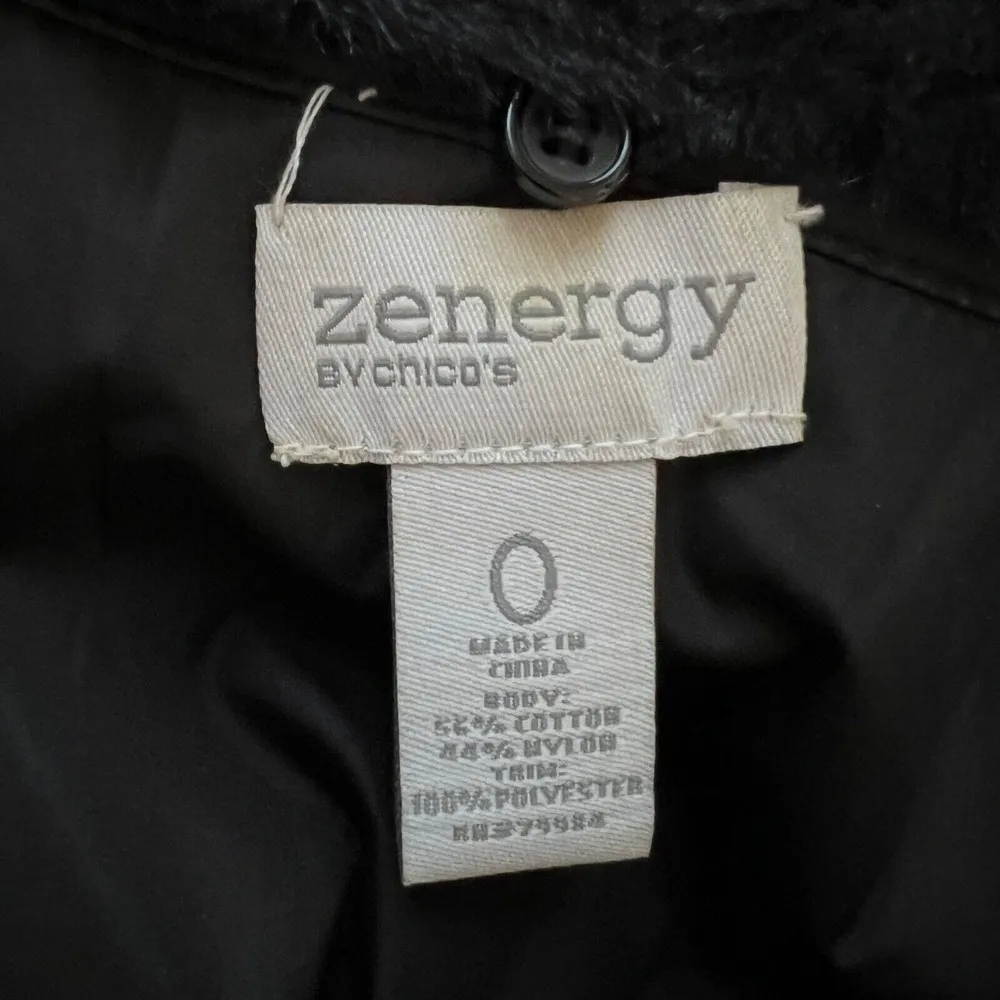 zenergy
BY chico's
0
MADE IN
CHINA
BODY:
56% COTTON
44% NYLON
TRIM:
100% POLYESTER